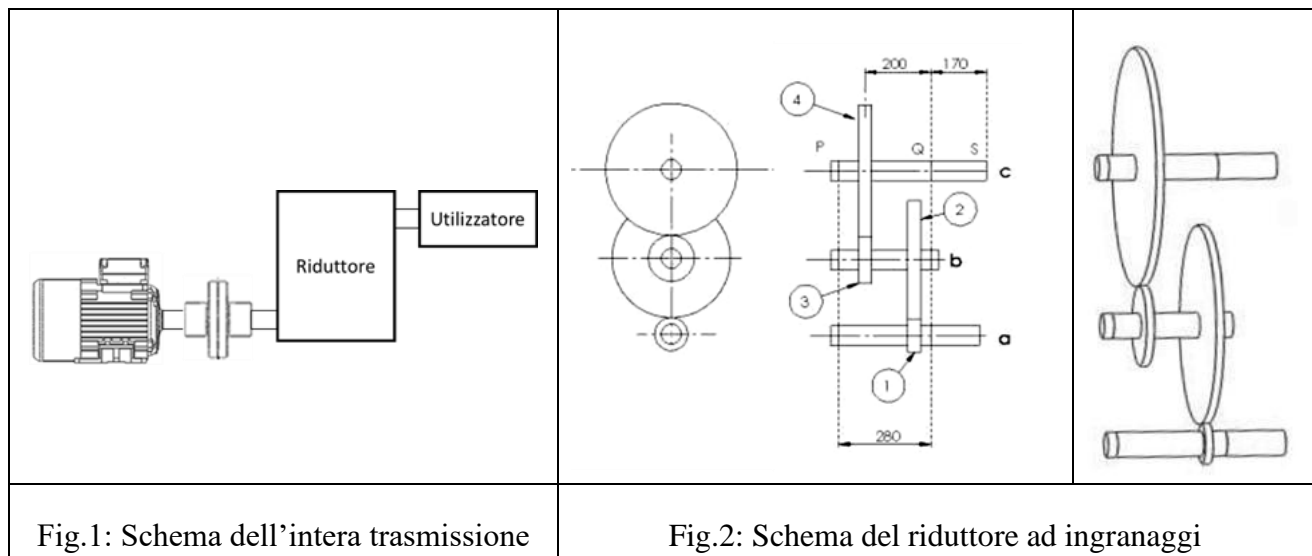 Riduttore
Utilizzatore
200
170
4
P
Q
S
c
2
b
3
a
1
280
Fig.1: Schema dell’intera trasmissione
Fig.2: Schema del riduttore ad ingranaggi